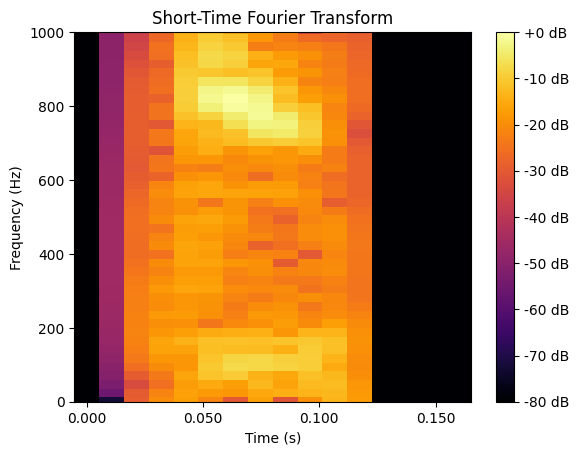 Short-Time Fourier Transform
Frequency (Hz)
1000
800
600
400
200
0
0.000
0.050
0.100
0.150
Time (s)
+0 dB
-10 dB
-20 dB
-30 dB
-40 dB
-50 dB
-60 dB
-70 dB
-80 dB